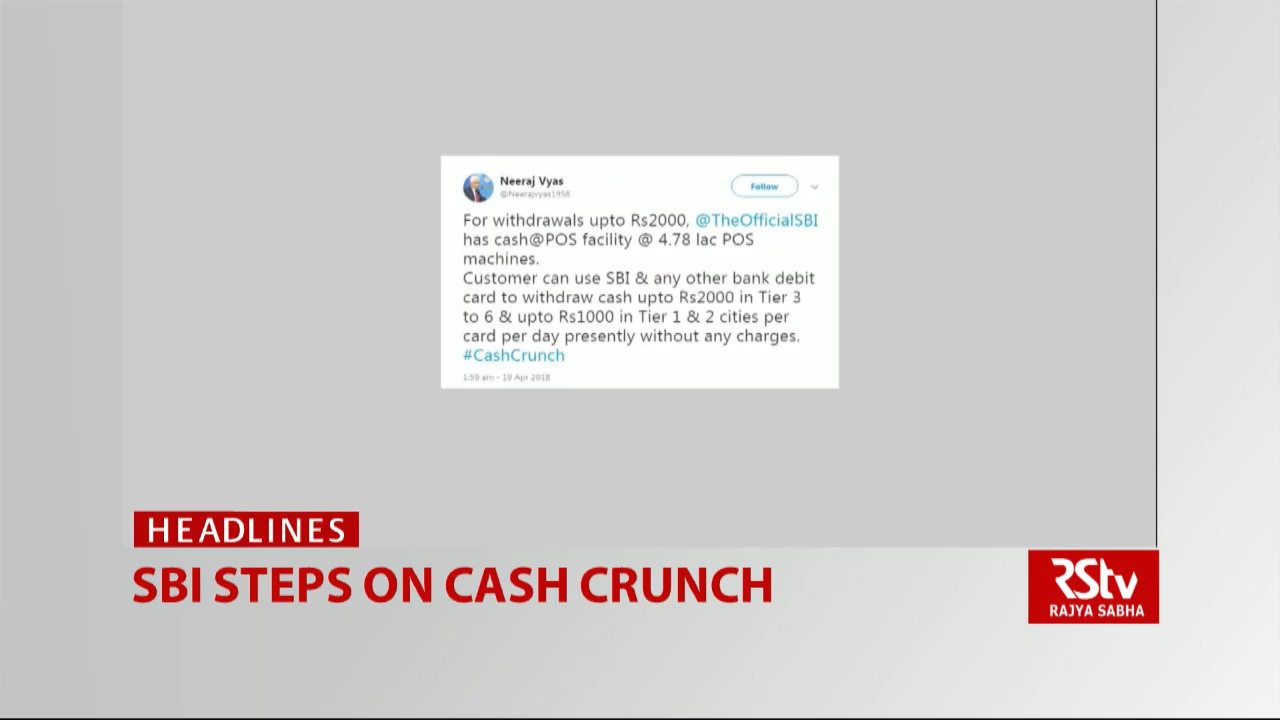 Neeraj Vyas
@Neerajvyas1958
Follow
For withdrawals upto Rs2000, @TheOfficialSBI
has cash@POS facility @ 4.78 lac POS
machines.
Customer can use SBI & any other bank debit
card to withdraw cash upto Rs2000 in Tier 3
to 6 & upto Rs1000 in Tier 1 & 2 cities per
card per day presently without any charges.
#CashCrunch
1:59 am - 19 Apr 2018
HEADLINES
SBI STEPS ON CASH CRUNCH
RStv
RAJYA SABHA